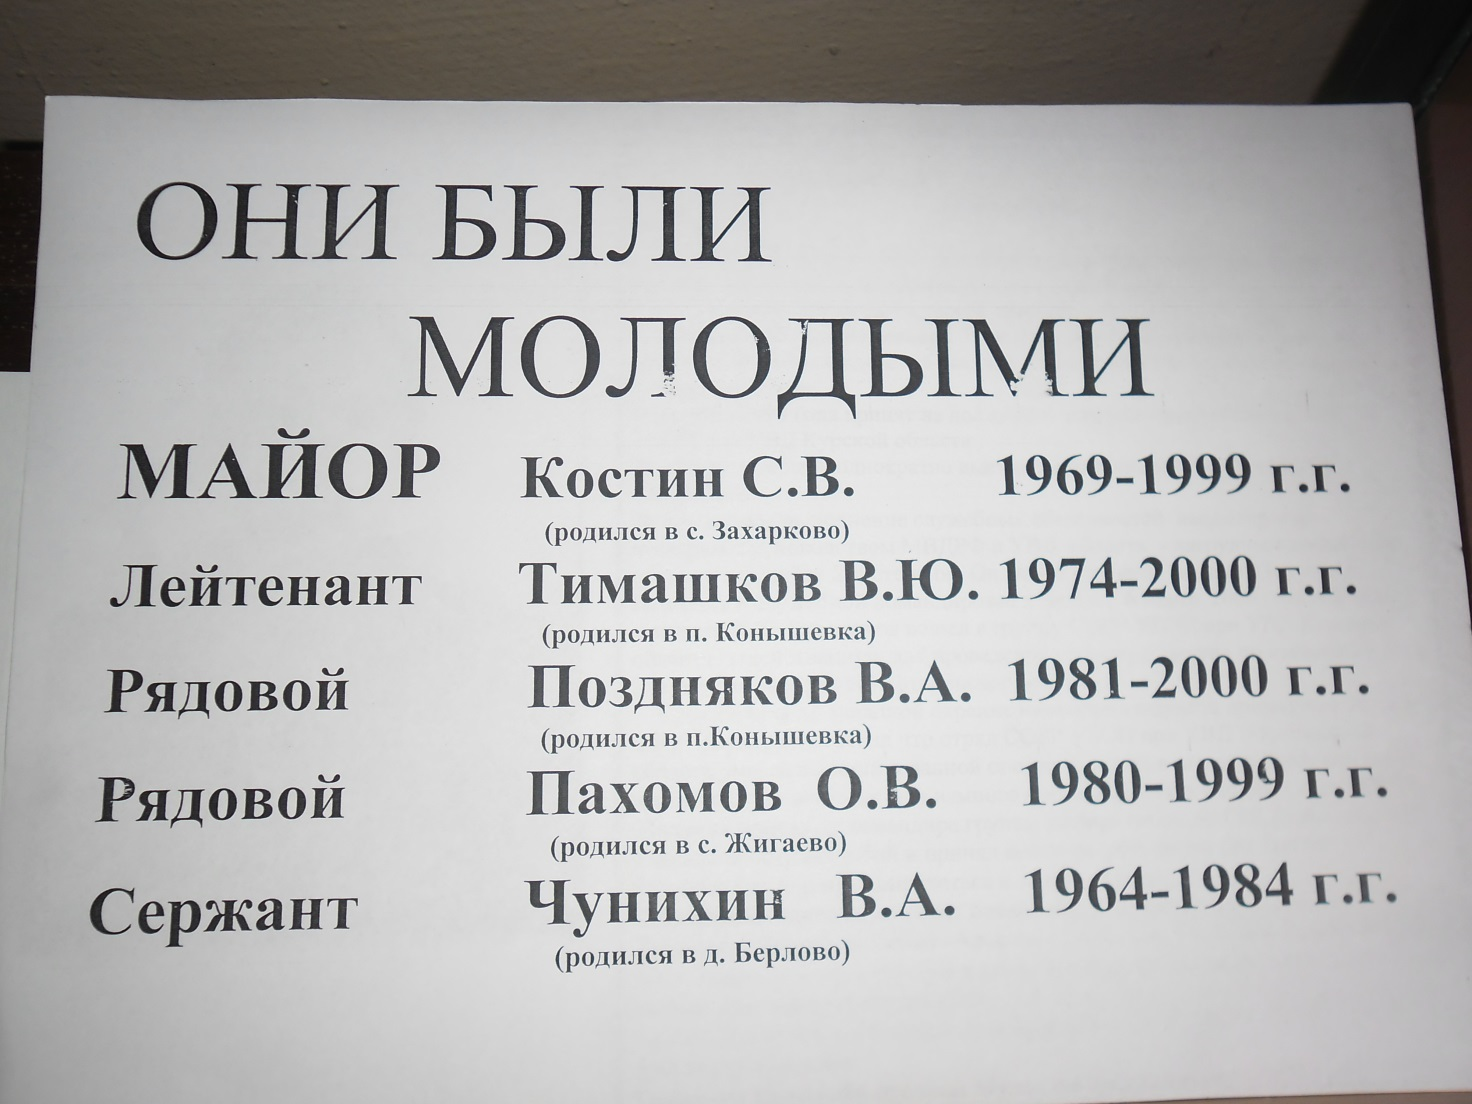 ОНИ БЫЛИ
МОЛОДЫМИ
МАЙОР Костин С.В. 1969-1999 г.г.
(родился в с. Захарково)
Лейтенант Тимашков В.Ю. 1974-2000 г.г.
(родился в п. Конышевка)
Рядовой Поздняков В.А. 1981-2000 г.г.
(родился в п.Конышевка)
Рядовой Пахомов О.В. 1980-1999 г.г.
(родился в с. Жигаево)
Сержант Чунихин В.А. 1964-1984 г.г.
(родился в д. Берлово)